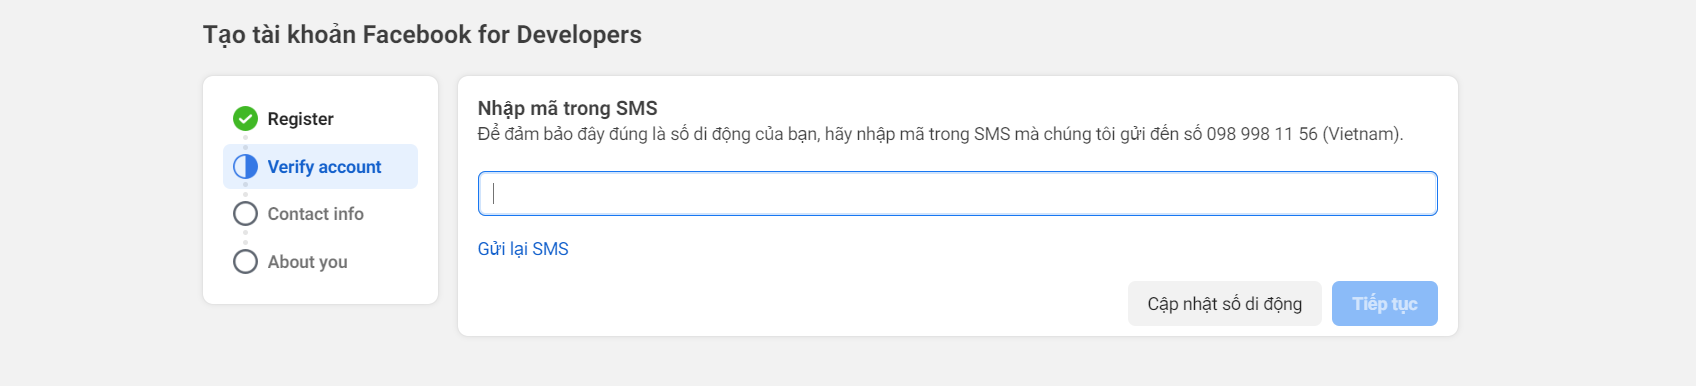 Tạo tài khoản Facebook for Developers
Register
Verify account
Contact info
About you
Nhập mã trong SMS
Để đảm bảo đây đúng là số di động của bạn, hãy nhập mã trong SMS mà chúng tôi gửi đến số 098 998 11 56 (Vietnam).
Gửi lại SMS
Cập nhật số di động
Tiếp tục